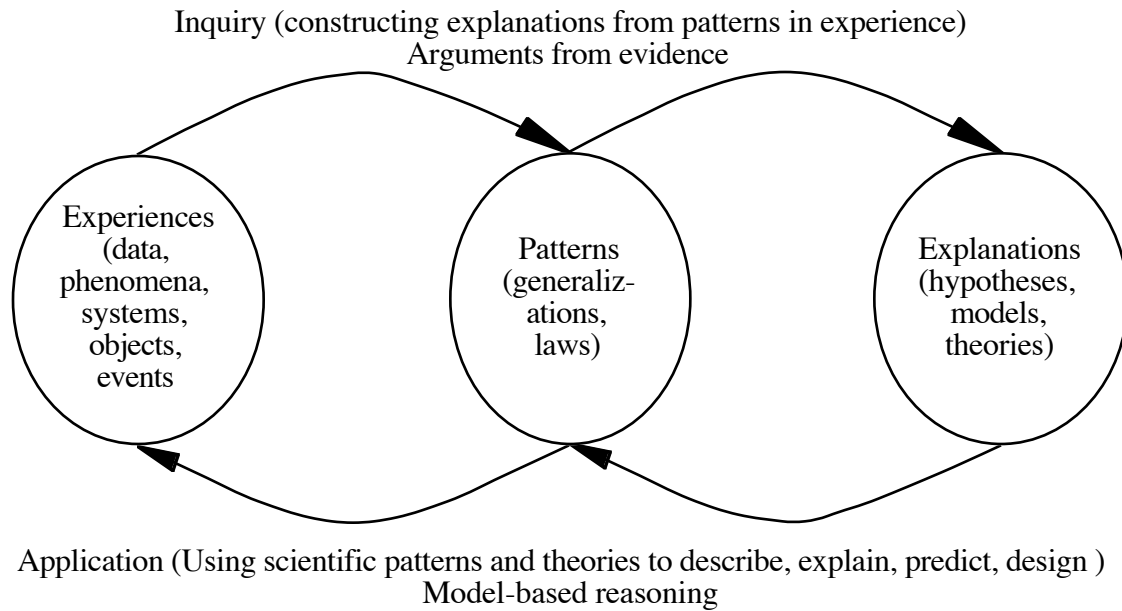 Inquiry (constructing explanations from patterns in experience)
Arguments from evidence
Experiences
(data,
phenomena,
systems,
objects,
events
Patterns
(generaliz-
ations,
laws)
Explanations
(hypotheses,
models,
theories)
Application (Using scientific patterns and theories to describe, explain, predict, design )
Model-based reasoning